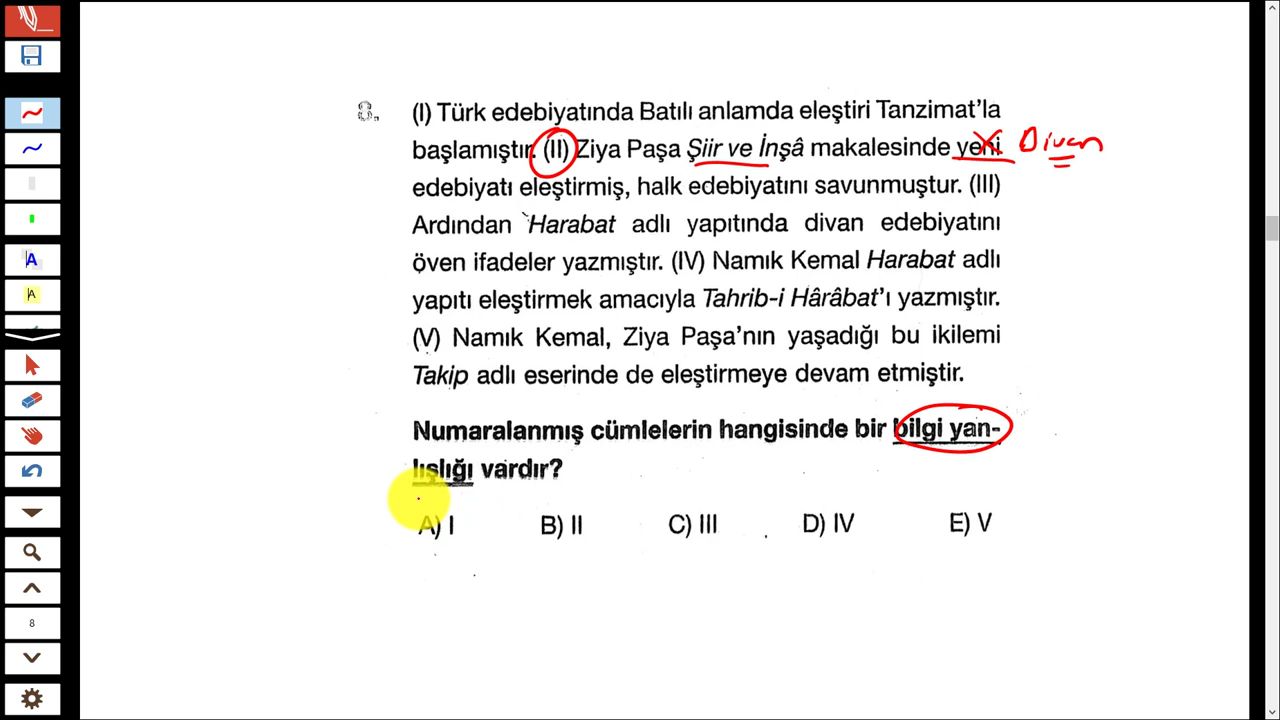 8. (I) Türk edebiyatında Batılı anlamda eleştiri Tanzimat'la
başlamıştır. (II) Ziya Paşa Şiir ve İnşâ makalesinde yeni Divan
edebiyatı eleştirmiş, halk edebiyatını savunmuştur. (III)
Ardından Harabat adlı yapıtında divan edebiyatını
öven ifadeler yazmıştır. (IV) Namık Kemal Harabat adlı
yapıtı eleştirmek amacıyla Tahrib-i Hârâbat'ı yazmıştır.
(V) Namık Kemal, Ziya Paşa'nın yaşadığı bu ikilemi
Takip adlı eserinde de eleştirmeye devam etmiştir.
Numaralanmış cümlelerin hangisinde bir bilgi yan-
lışlığı vardır?
A) I B) II C) III D) IV E) V
A
A
8